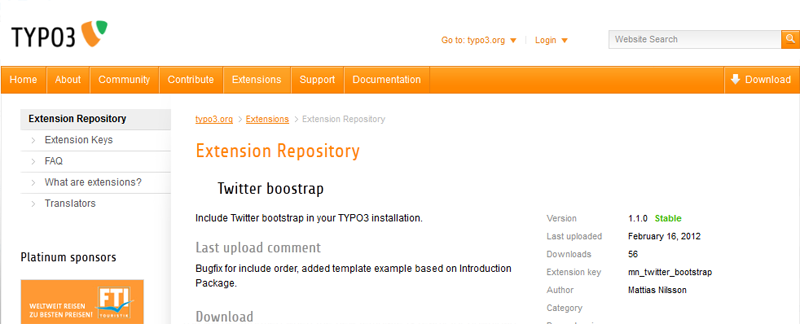 TYPO3
Go to: typo3.org
Login
Website Search
Home
About
Community
Contribute
Extensions
Support
Documentation
Download
Extension Repository
Extension Keys
FAQ
What are extensions?
Translators
Platinum sponsors
FTI
TOURISTIK
WELTWEIT REISEN
ZU BESTEN PREISEN!
typo3.org > Extensions > Extension Repository
Extension Repository
Twitter boostrap
Include Twitter bootstrap in your TYPO3 installation.
Last upload comment
Bugfix for include order, added template example based on Introduction
Package.
Download
Version 1.1.0 Stable
Last uploaded February 16, 2012
Downloads 56
Extension key mn_twitter_bootstrap
Author Mattias Nilsson
Category